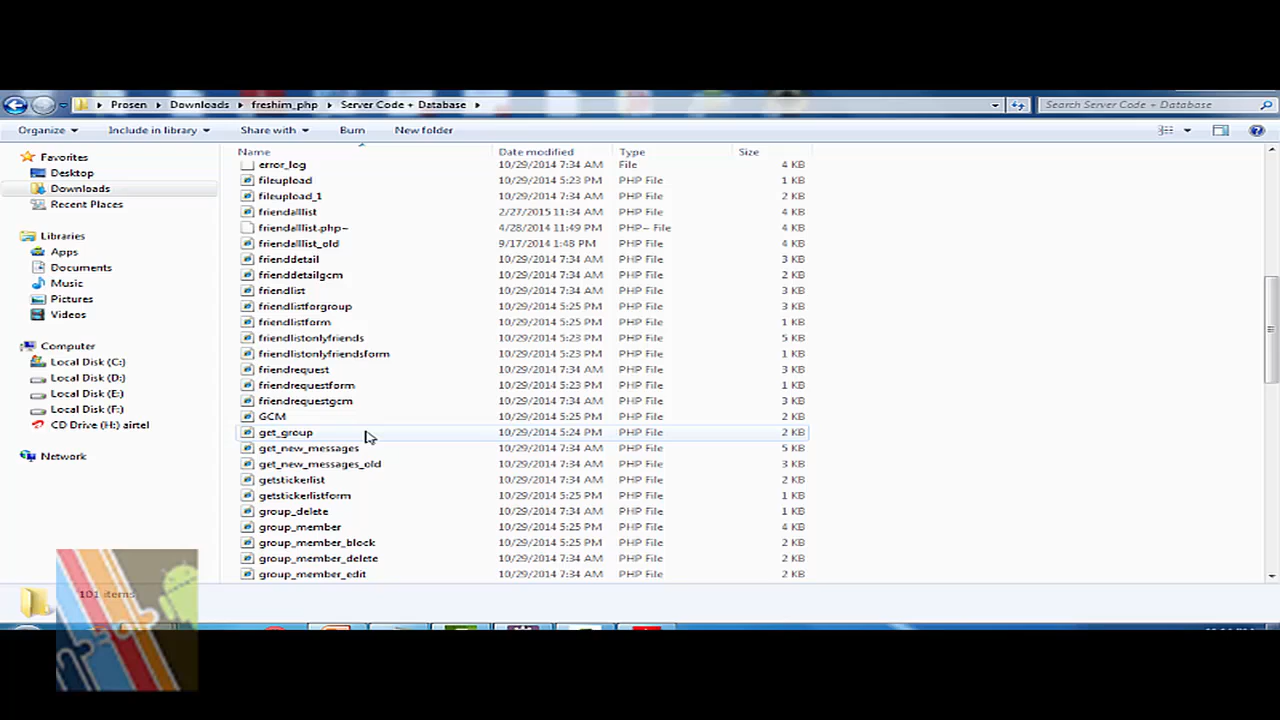 Prosen Downloads freshim_php Server Code + Database Search Server Code + Database
Organize Include in library Share with Burn New folder
Name Date modified Type Size
Favorites
Desktop
Downloads
Recent Places
Libraries
Apps
Documents
Music
Pictures
Videos
Computer
Local Disk (C:)
Local Disk (D:)
Local Disk (E:)
Local Disk (F:)
CD Drive (H:) airtel
Network
error_log 10/29/2014 7:34 AM File 4 KB
fileupload 10/29/2014 5:23 PM PHP File 1 KB
fileupload_1 10/29/2014 7:34 AM PHP File 2 KB
friendalllist 2/27/2015 11:34 AM PHP File 4 KB
friendalllist.php~ 4/28/2014 11:49 PM PHP~ File 4 KB
friendalllist_old 9/17/2014 1:48 PM PHP File 4 KB
frienddetail 10/29/2014 7:34 AM PHP File 3 KB
frienddetailgcm 10/29/2014 7:34 AM PHP File 3 KB
friendlist 10/29/2014 7:34 AM PHP File 3 KB
friendlistforgroup 10/29/2014 5:25 PM PHP File 3 KB
friendlistform 10/29/2014 5:25 PM PHP File 1 KB
friendlistonlyfriends 10/29/2014 5:23 PM PHP File 5 KB
friendlistonlyfriendsform 10/29/2014 5:23 PM PHP File 1 KB
friendrequest 10/29/2014 7:34 AM PHP File 3 KB
friendrequestform 10/29/2014 5:23 PM PHP File 1 KB
friendrequestgcm 10/29/2014 7:34 AM PHP File 3 KB
GCM 10/29/2014 5:25 PM PHP File 2 KB
get_group 10/29/2014 5:24 PM PHP File 2 KB
get_new_messages 10/29/2014 7:34 AM PHP File 5 KB
get_new_messages_old 10/29/2014 7:34 AM PHP File 3 KB
getstickerlist 10/29/2014 7:34 AM PHP File 2 KB
getstickerlistform 10/29/2014 5:25 PM PHP File 1 KB
group_delete 10/29/2014 7:34 AM PHP File 1 KB
group_member 10/29/2014 5:25 PM PHP File 4 KB
group_member_block 10/29/2014 5:25 PM PHP File 2 KB
group_member_delete 10/29/2014 7:34 AM PHP File 2 KB
group_member_edit 10/29/2014 7:34 AM PHP File 2 KB
101 items